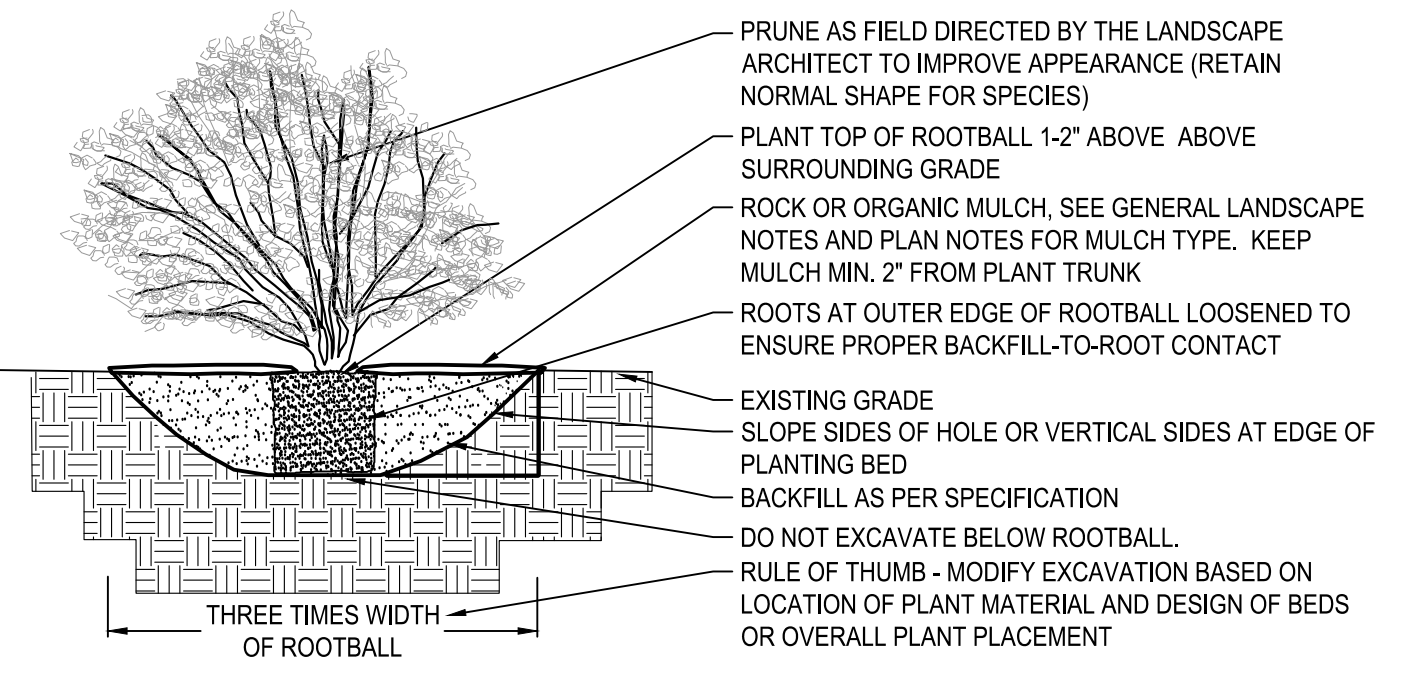 PRUNE AS FIELD DIRECTED BY THE LANDSCAPE
ARCHITECT TO IMPROVE APPEARANCE (RETAIN
NORMAL SHAPE FOR SPECIES)
PLANT TOP OF ROOTBALL 1-2" ABOVE ABOVE
SURROUNDING GRADE
ROCK OR ORGANIC MULCH, SEE GENERAL LANDSCAPE
NOTES AND PLAN NOTES FOR MULCH TYPE. KEEP
MULCH MIN. 2" FROM PLANT TRUNK
ROOTS AT OUTER EDGE OF ROOTBALL LOOSENED TO
ENSURE PROPER BACKFILL-TO-ROOT CONTACT
EXISTING GRADE
SLOPE SIDES OF HOLE OR VERTICAL SIDES AT EDGE OF
PLANTING BED
BACKFILL AS PER SPECIFICATION
DO NOT EXCAVATE BELOW ROOTBALL.
RULE OF THUMB - MODIFY EXCAVATION BASED ON
LOCATION OF PLANT MATERIAL AND DESIGN OF BEDS
OR OVERALL PLANT PLACEMENT
THREE TIMES WIDTH
OF ROOTBALL